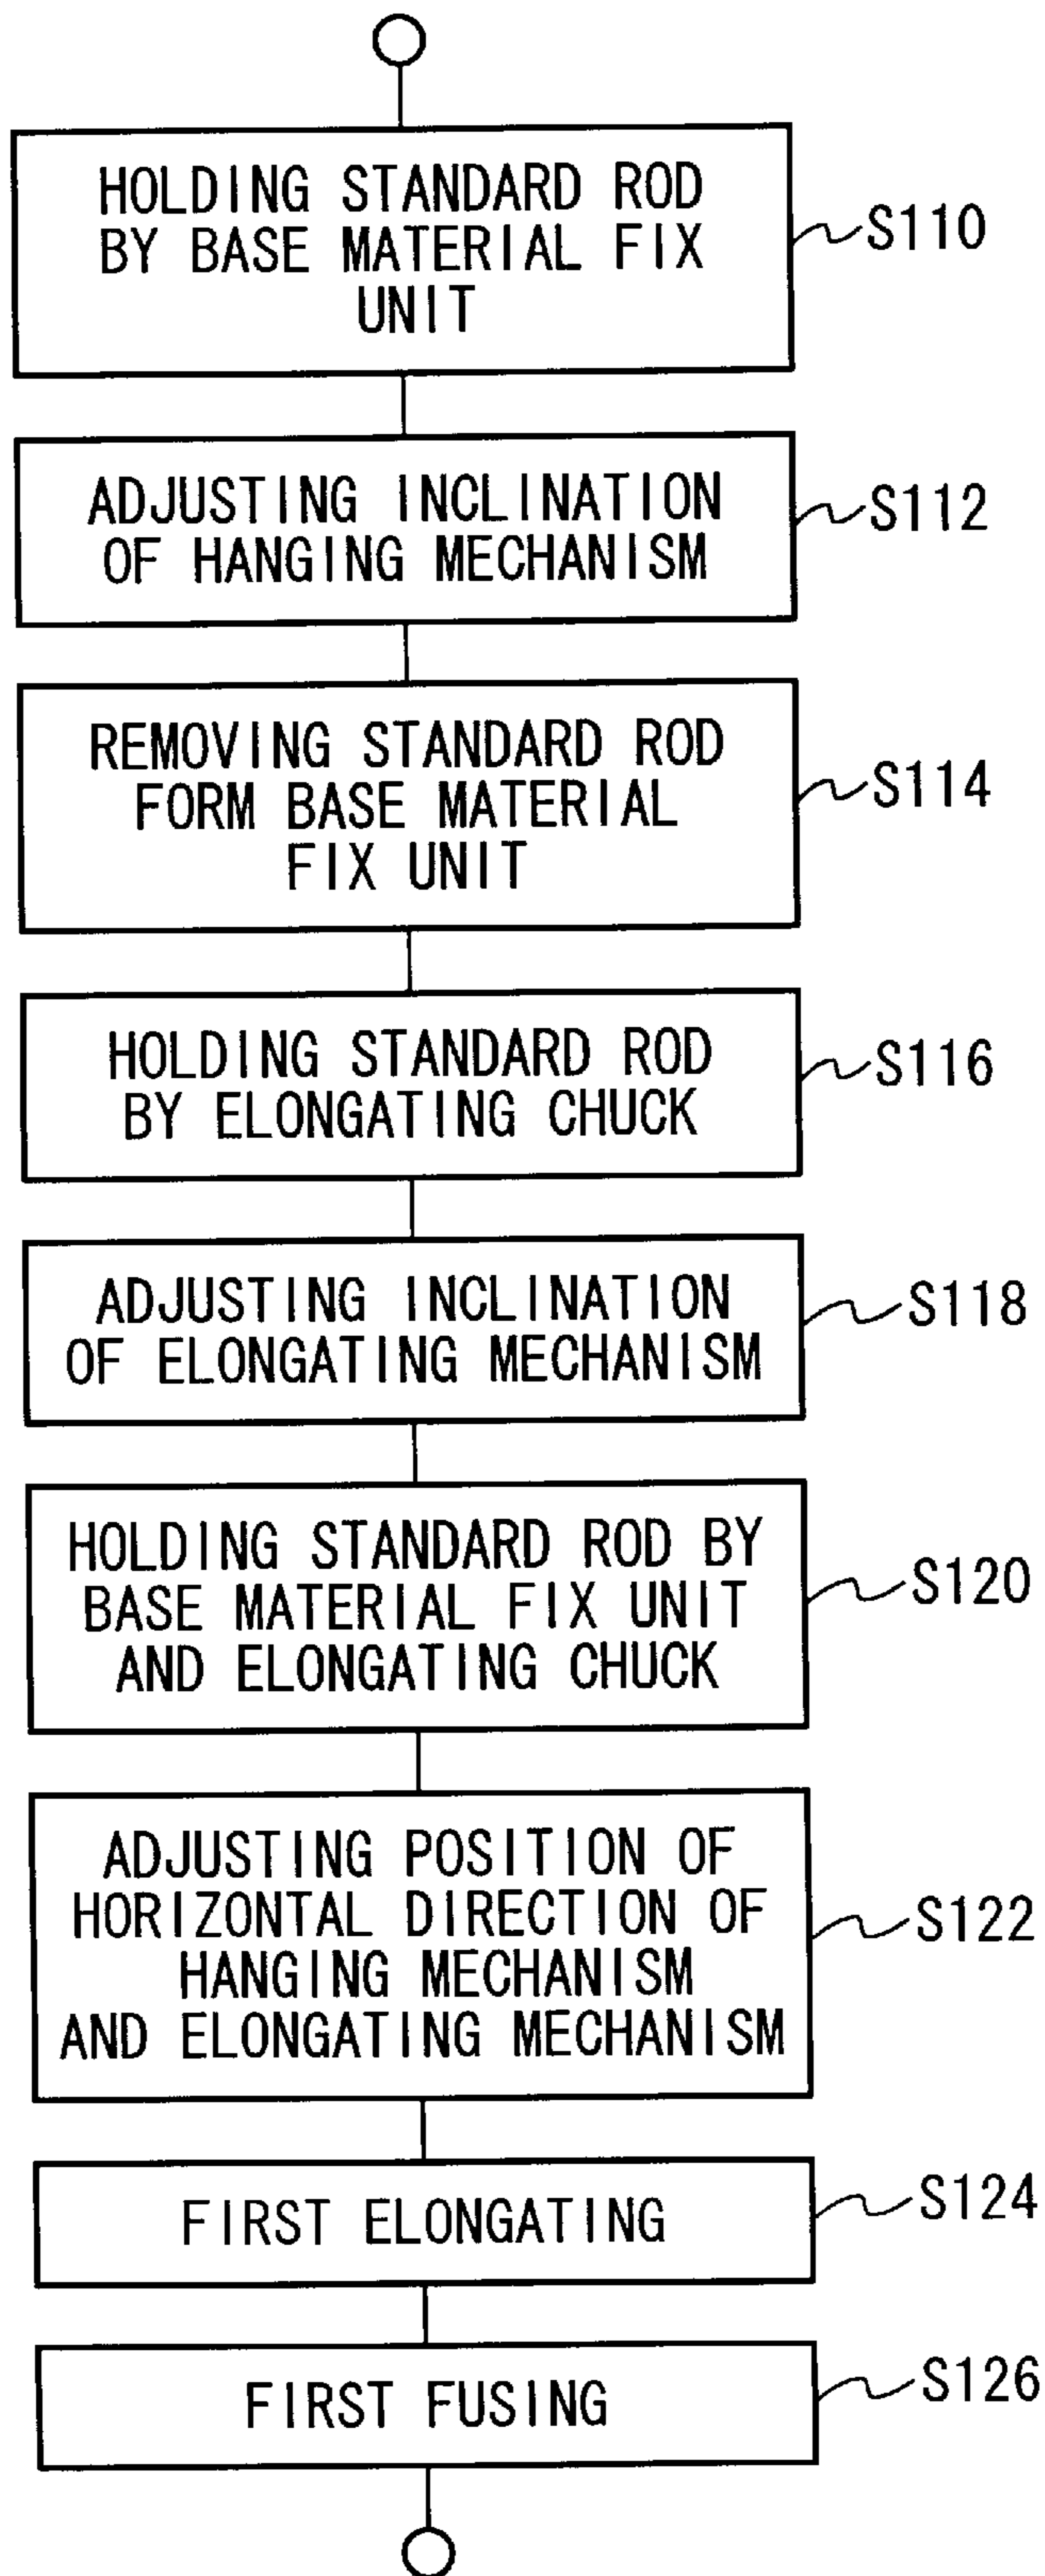 HOLDING STANDARD ROD
BY BASE MATERIAL FIX
UNIT
S110
ADJUSTING INCLINATION
OF HANGING MECHANISM
S112
REMOVING STANDARD ROD
FORM BASE MATERIAL
FIX UNIT
S114
HOLDING STANDARD ROD
BY ELONGATING CHUCK
S116
ADJUSTING INCLINATION
OF ELONGATING MECHANISM
S118
HOLDING STANDARD ROD BY
BASE MATERIAL FIX UNIT
AND ELONGATING CHUCK
S120
ADJUSTING POSITION OF
HORIZONTAL DIRECTION OF
HANGING MECHANISM
AND ELONGATING MECHANISM
S122
FIRST ELONGATING
S124
FIRST FUSING
S126